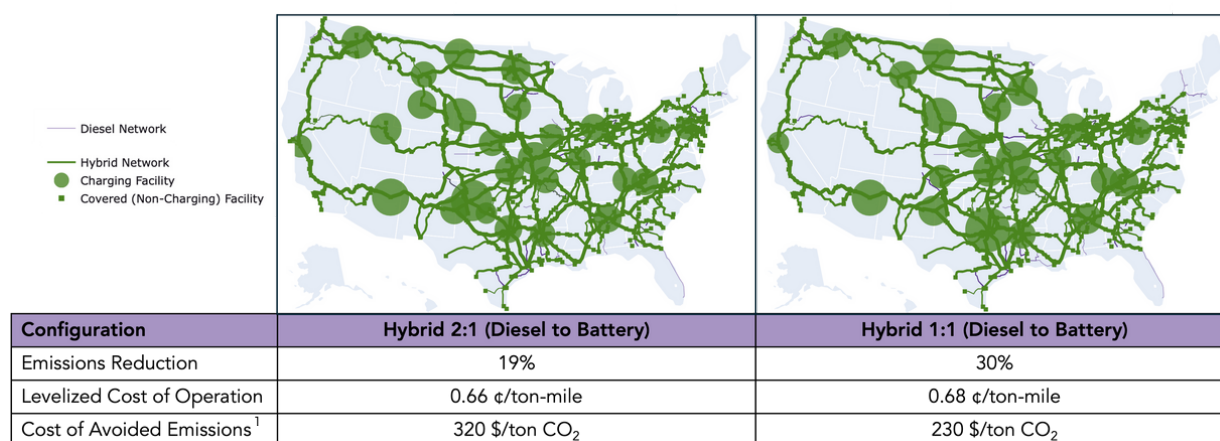 Diesel Network
Hybrid Network
Charging Facility
Covered (Non-Charging) Facility
Configuration Hybrid 2:1 (Diesel to Battery) Hybrid 1:1 (Diesel to Battery)
Emissions Reduction 19% 30%
Levelized Cost of Operation 0.66 ¢/ton-mile 0.68 ¢/ton-mile
Cost of Avoided Emissions¹ 320 $/ton CO₂ 230 $/ton CO₂